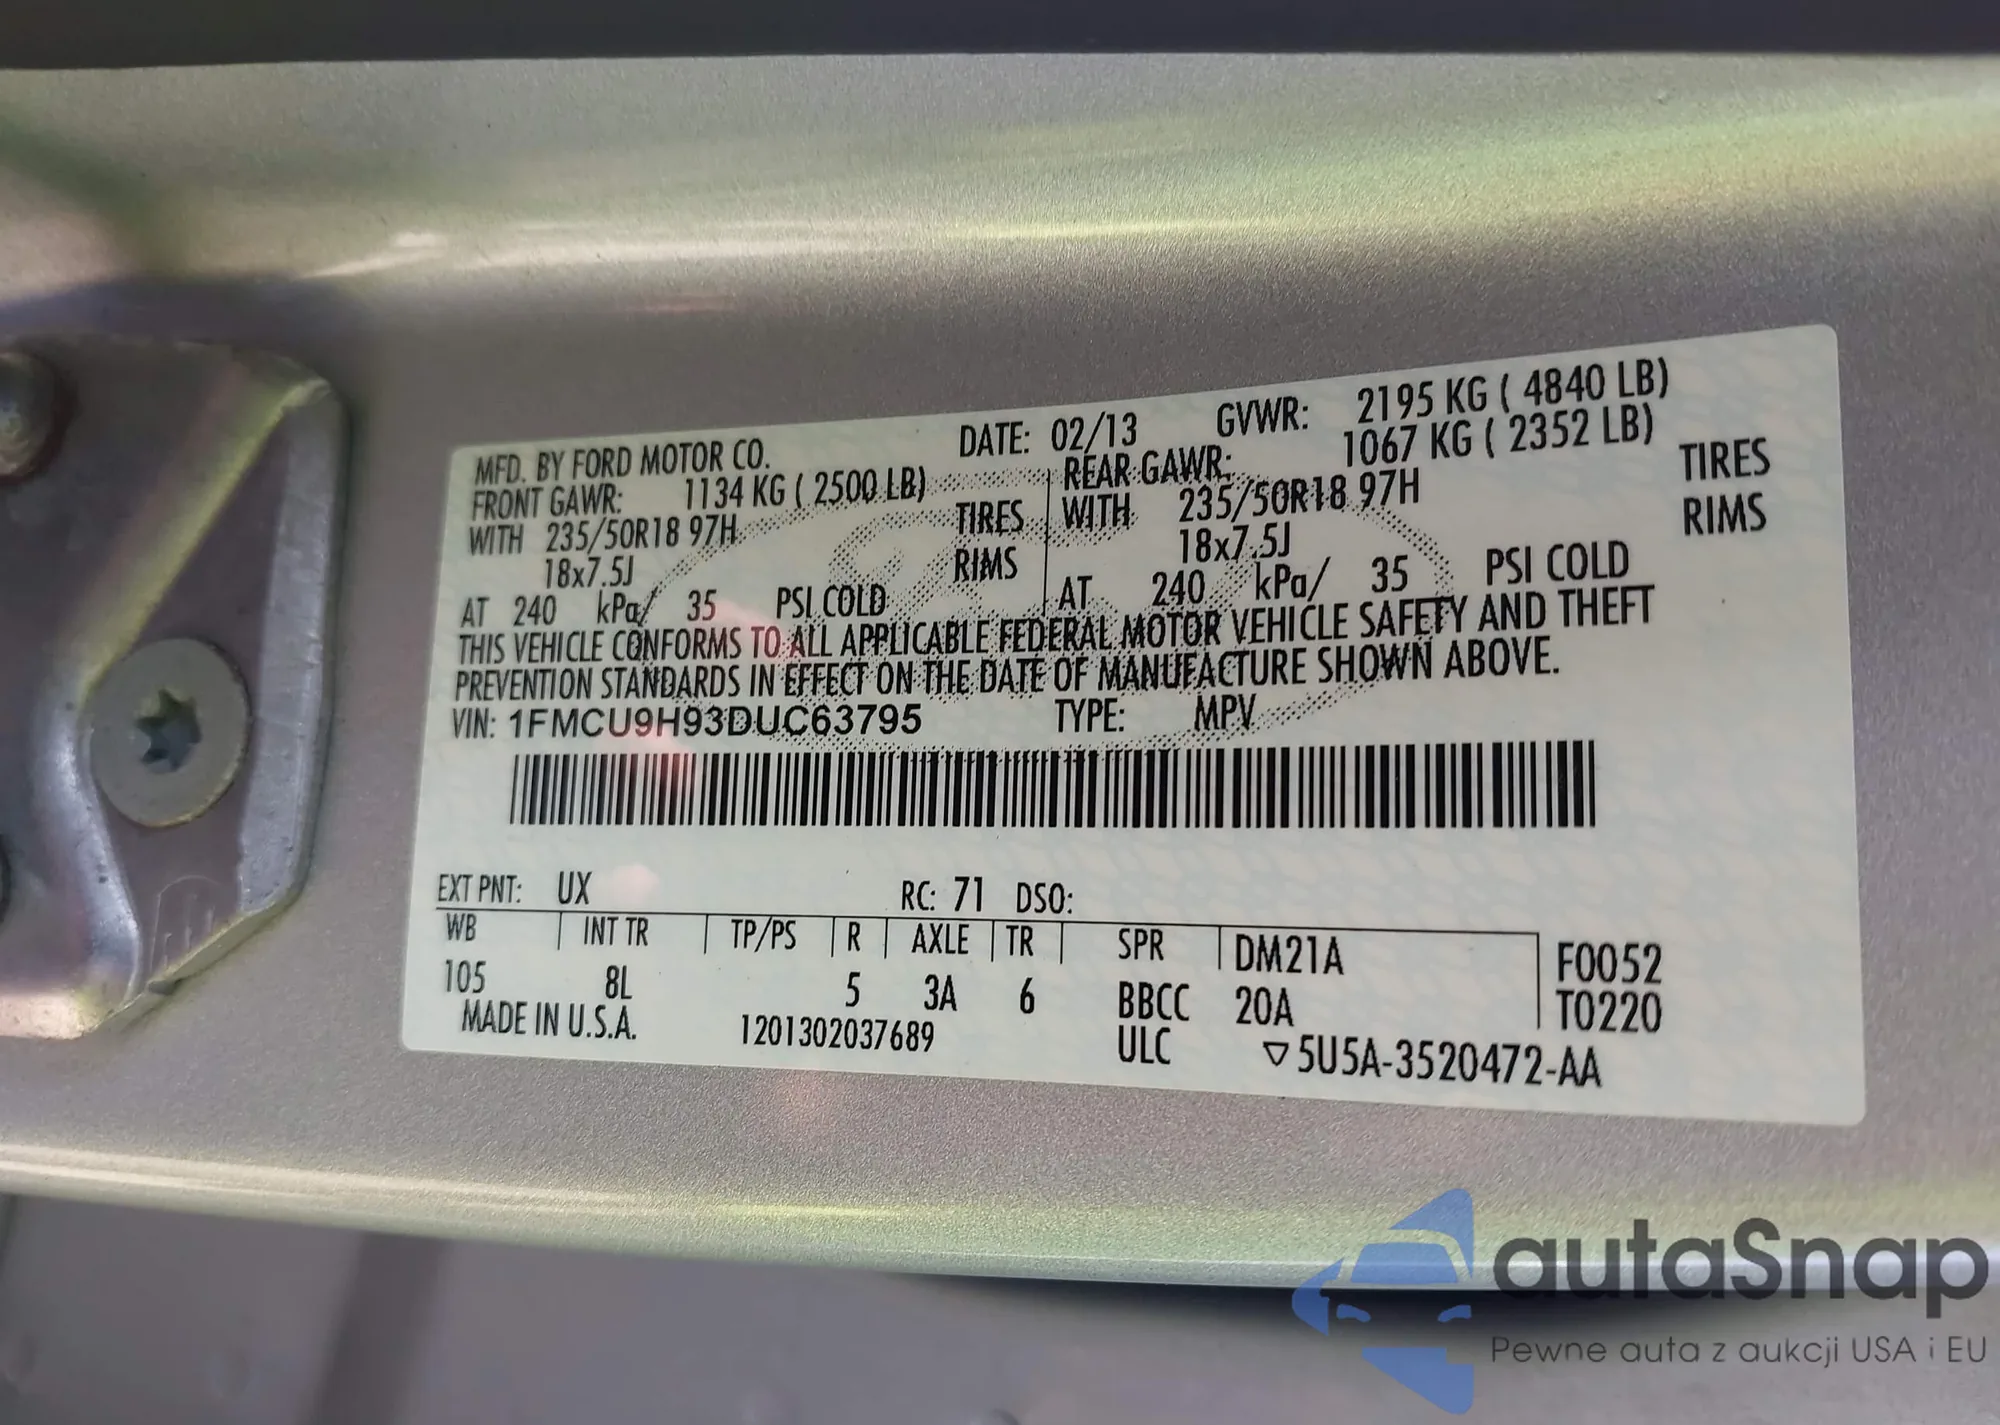 MFD. BY FORD MOTOR CO. DATE: 02/13 GVWR: 2195 KG ( 4840 LB)
FRONT GAWR: 1134 KG ( 2500 LB) REAR GAWR: 1067 KG ( 2352 LB)
WITH 235/50R18 97H TIRES WITH 235/50R18 97H TIRES
18x7.5J RIMS 18x7.5J RIMS
AT 240 kPa/ 35 PSI COLD AT 240 kPa/ 35 PSI COLD
THIS VEHICLE CONFORMS TO ALL APPLICABLE FEDERAL MOTOR VEHICLE SAFETY AND THEFT
PREVENTION STANDARDS IN EFFECT ON THE DATE OF MANUFACTURE SHOWN ABOVE.
VIN: 1FMCU9H93DUC63795 TYPE: MPV
EXT PNT: UX RC: 71 DSO:
WB INT TR TP/PS R AXLE TR SPR DM21A F0052
105 8L 5 3A 6 BBCC 20A T0220
MADE IN U.S.A. 1201302037689 ULC ▽5U5A-3520472-AA
autaSnap
Pewne auta z aukcji USA i EU